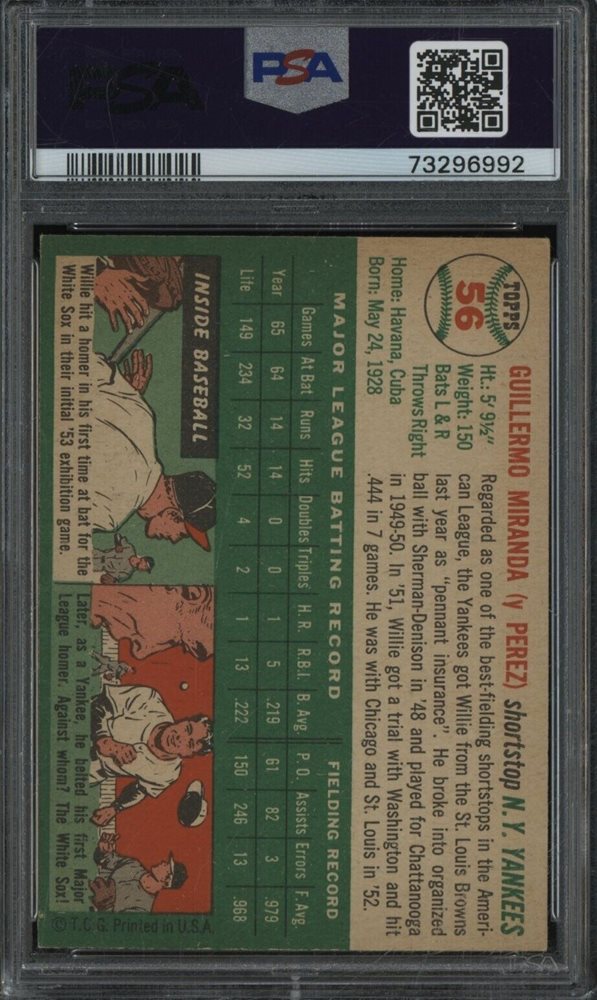 PSA
PSA
73296992
TOPPS
56
GUILLERMO MIRANDA (y PEREZ) shortstop N.Y. YANKEES
Ht.: 5' 9½"
Weight: 150
Bats L & R
Throws Right
Home: Havana, Cuba
Born: May 24, 1928
Regarded as one of the best-fielding shortstops in the Ameri-
can League, the Yankees got Willie from the St. Louis Browns
last year as "pennant insurance". He broke into organized
ball with Sherman-Denison in '48 and played for Chattanooga
in 1949-50. In '51, Willie got a trial with Washington and hit
.444 in 7 games. He was with Chicago and St. Louis in '52.
MAJOR LEAGUE BATTING RECORD FIELDING RECORD
Games At Bat Runs Hits Doubles Triples H. R. R.B.I. B. Avg. P. O. Assists Errors F. Avg.
Year 65 64 14 14 0 0 1 5 .219 61 82 3 .979
Life 149 234 32 52 4 2 1 13 .222 150 246 13 .968
INSIDE BASEBALL
Willie hit a homer in his first time at bat for the
White Sox in their initial '53 exhibition game.
Later, as a Yankee, he belted his first Major
League homer. Against whom? The White Sox!
© T.C.G. Printed in U.S.A.
PSA